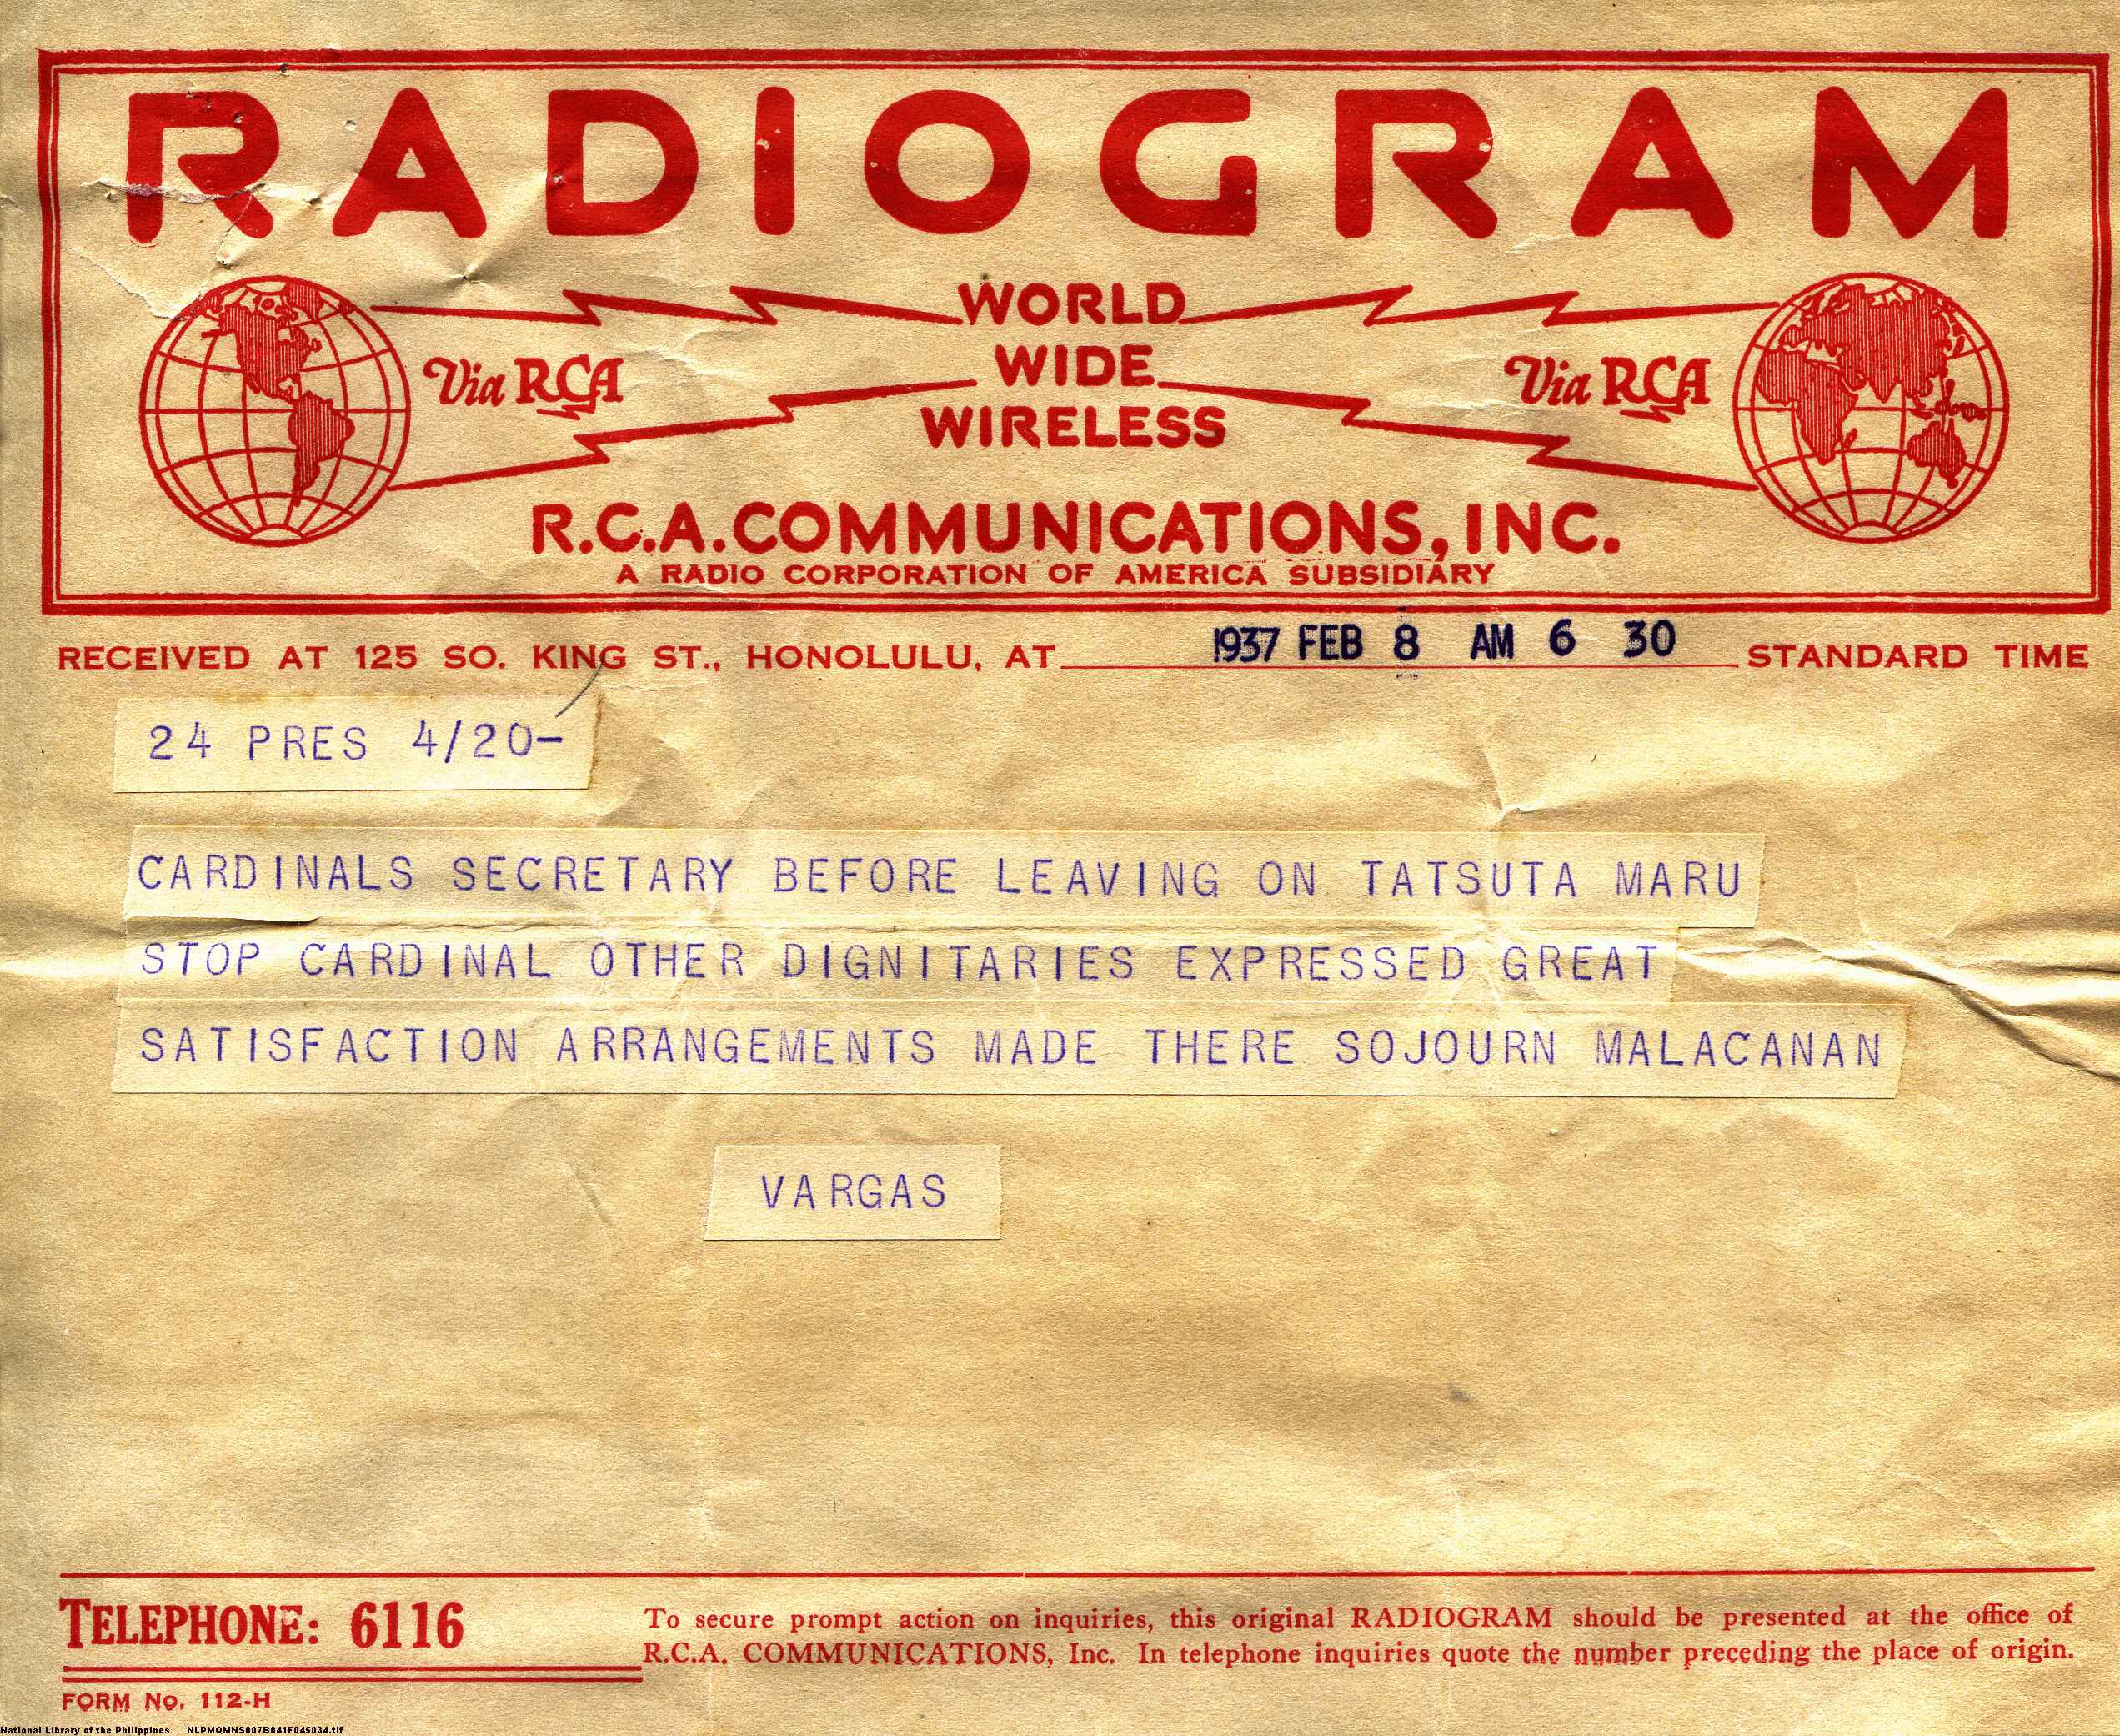 RADIOGRAM
WORLD
WIDE
WIRELESS
Via RCA
Via RCA
R.C.A. COMMUNICATIONS, INC.
A RADIO CORPORATION OF AMERICA SUBSIDIARY
RECEIVED AT 125 SO. KING ST., HONOLULU, AT 1937 FEB 8 AM 6 30 STANDARD TIME
24 PRES 4/20-
CARDINALS SECRETARY BEFORE LEAVING ON TATSUTA MARU
STOP CARDINAL OTHER DIGNITARIES EXPRESSED GREAT
SATISFACTION ARRANGEMENTS MADE THERE SOJOURN MALACANAN
VARGAS
TELEPHONE: 6116
To secure prompt action on inquiries, this original RADIOGRAM should be presented at the office of
R.C.A. COMMUNICATIONS, Inc. In telephone inquiries quote the number preceding the place of origin.
FORM No. 112-H
National Library of the Philippines NLPMQMNS007B041F045034.tif